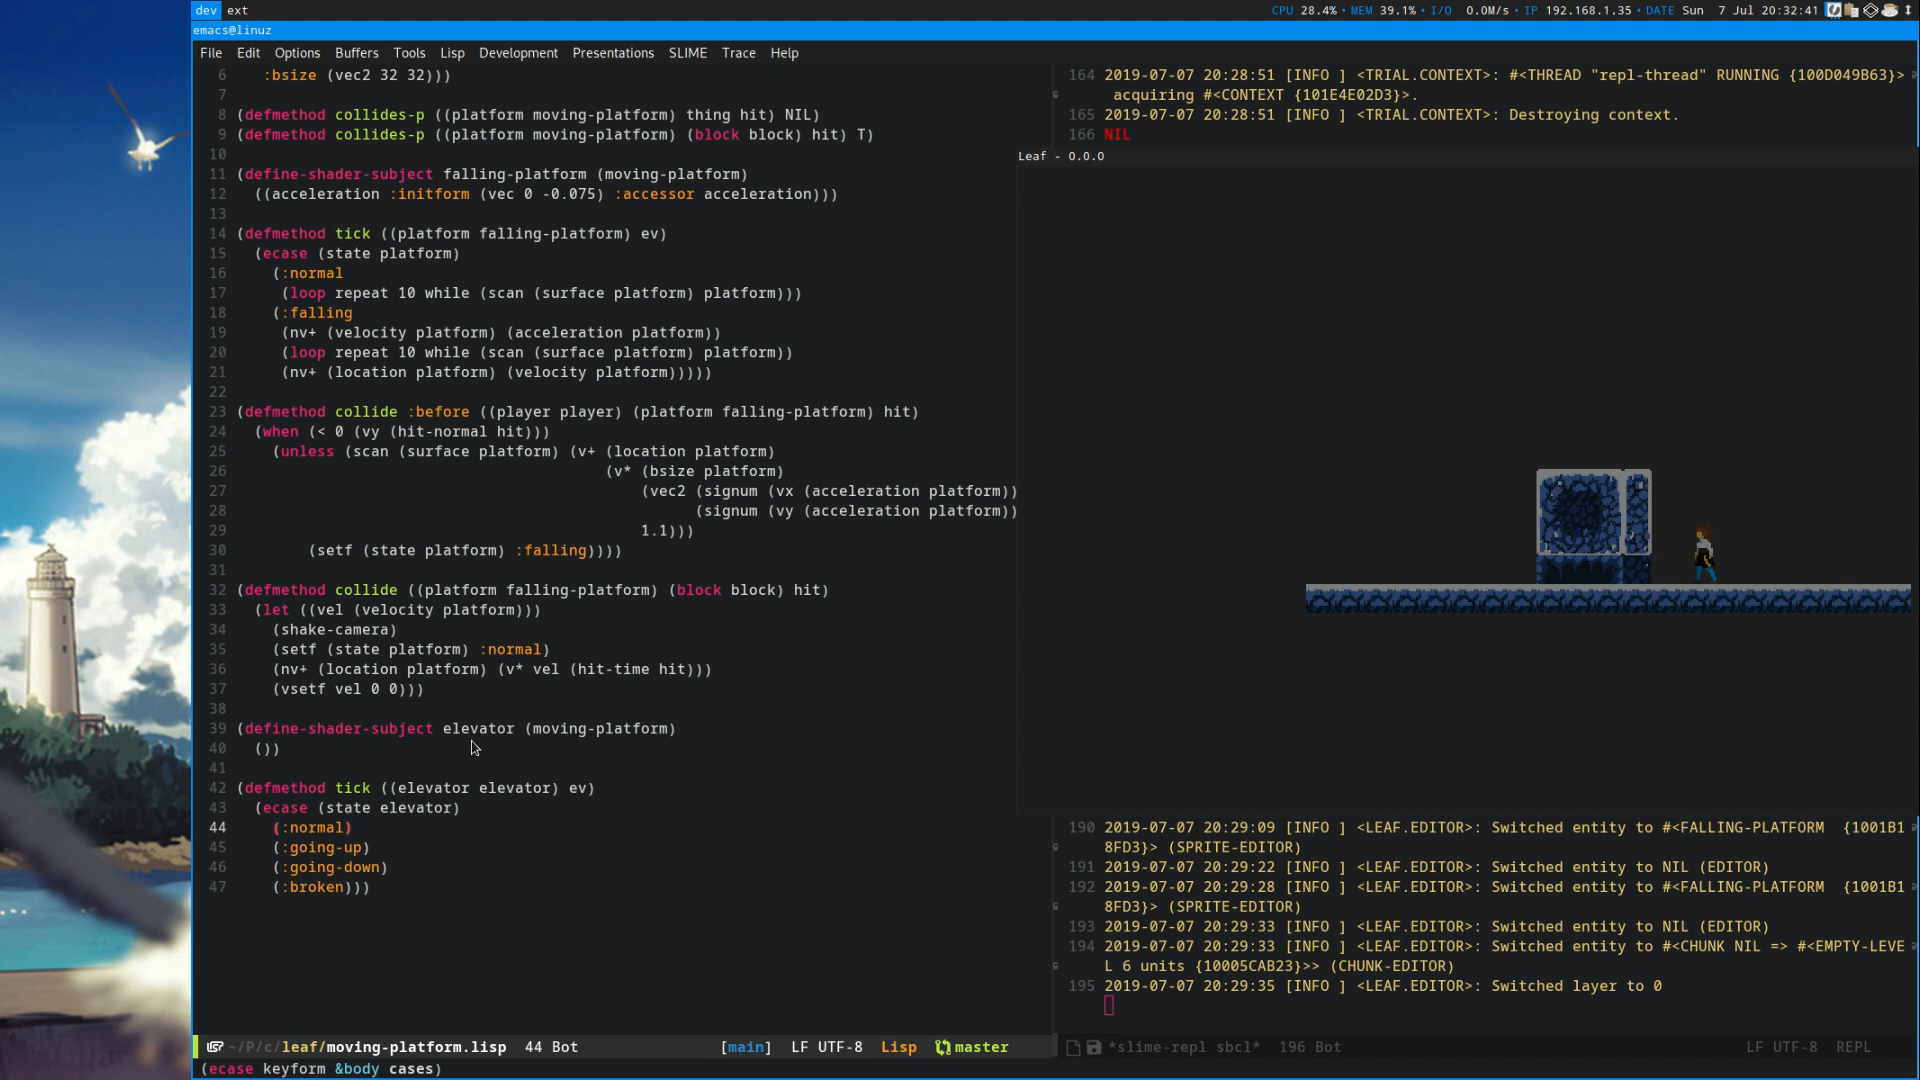 dev ext
CPU 28.4% • MEM 39.1% • I/O 0.0M/s • IP 192.168.1.35 • DATE Sun 7 Jul 20:32:41
emacs@linuz
File Edit Options Buffers Tools Lisp Development Presentations SLIME Trace Help
6 :bsize (vec2 32 32)))
7
8 (defmethod collides-p ((platform moving-platform) thing hit) NIL)
9 (defmethod collides-p ((platform moving-platform) (block block) hit) T)
10
11 (define-shader-subject falling-platform (moving-platform)
12 ((acceleration :initform (vec 0 -0.075) :accessor acceleration)))
13
14 (defmethod tick ((platform falling-platform) ev)
15 (ecase (state platform)
16 (:normal
17 (loop repeat 10 while (scan (surface platform) platform)))
18 (:falling
19 (nv+ (velocity platform) (acceleration platform))
20 (loop repeat 10 while (scan (surface platform) platform))
21 (nv+ (location platform) (velocity platform)))))
22
23 (defmethod collide :before ((player player) (platform falling-platform) hit)
24 (when (< 0 (vy (hit-normal hit)))
25 (unless (scan (surface platform) (v+ (location platform)
26 (v* (bsize platform)
27 (vec2 (signum (vx (acceleration platform))
28 (signum (vy (acceleration platform))
29 1.1)))
30 (setf (state platform) :falling))))
31
32 (defmethod collide ((platform falling-platform) (block block) hit)
33 (let ((vel (velocity platform)))
34 (shake-camera)
35 (setf (state platform) :normal)
36 (nv+ (location platform) (v* vel (hit-time hit)))
37 (vsetf vel 0 0)))
38
39 (define-shader-subject elevator (moving-platform)
40 ())
41
42 (defmethod tick ((elevator elevator) ev)
43 (ecase (state elevator)
44 (:normal)
45 (:going-up)
46 (:going-down)
47 (:broken)))
~/P/c/leaf/moving-platform.lisp 44 Bot [main] LF UTF-8 Lisp master
(ecase keyform &body cases)
164 2019-07-07 20:28:51 [INFO ] <TRIAL.CONTEXT>: #<THREAD "repl-thread" RUNNING {100D049B63}>
acquiring #<CONTEXT {101E4E02D3}>.
165 2019-07-07 20:28:51 [INFO ] <TRIAL.CONTEXT>: Destroying context.
166 NIL
Leaf - 0.0.0
190 2019-07-07 20:29:09 [INFO ] <LEAF.EDITOR>: Switched entity to #<FALLING-PLATFORM {1001B1
8FD3}> (SPRITE-EDITOR)
191 2019-07-07 20:29:22 [INFO ] <LEAF.EDITOR>: Switched entity to NIL (EDITOR)
192 2019-07-07 20:29:28 [INFO ] <LEAF.EDITOR>: Switched entity to #<FALLING-PLATFORM {1001B1
8FD3}> (SPRITE-EDITOR)
193 2019-07-07 20:29:33 [INFO ] <LEAF.EDITOR>: Switched entity to NIL (EDITOR)
194 2019-07-07 20:29:33 [INFO ] <LEAF.EDITOR>: Switched entity to #<CHUNK NIL => #<EMPTY-LEVE
L 6 units {10005CAB23}>> (CHUNK-EDITOR)
195 2019-07-07 20:29:35 [INFO ] <LEAF.EDITOR>: Switched layer to 0
*slime-repl sbcl* 196 Bot LF UTF-8 REPL